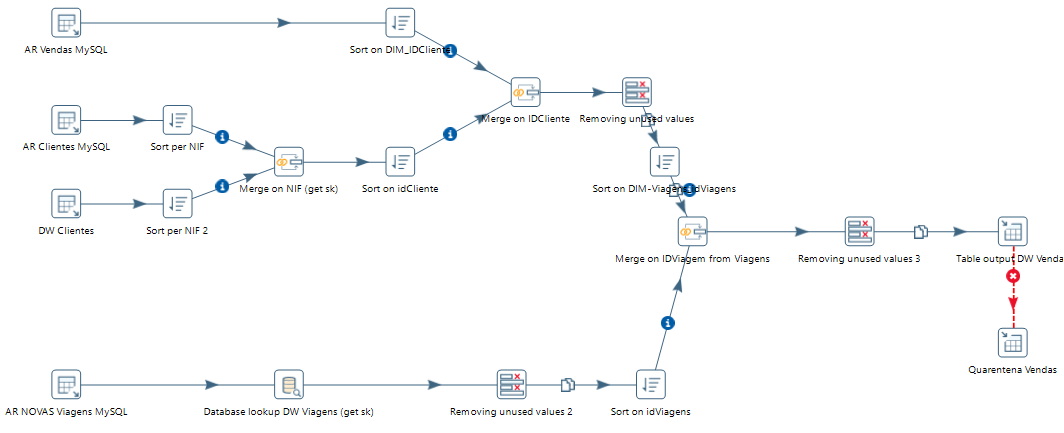 AR Vendas MySQL
Sort on DIM_IDCliente
Merge on IDCliente
Removing unused values
AR Clientes MySQL
Sort per NIF
Merge on NIF (get sk)
Sort on idCliente
Sort on DIM-Viagens idViagens
DW Clientes
Sort per NIF 2
Merge on IDViagem from Viagens
Removing unused values 3
Table output DW Venda
Quarentena Vendas
AR NOVAS Viagens MySQL
Database lookup DW Viagens (get sk)
Removing unused values 2
Sort on idViagens